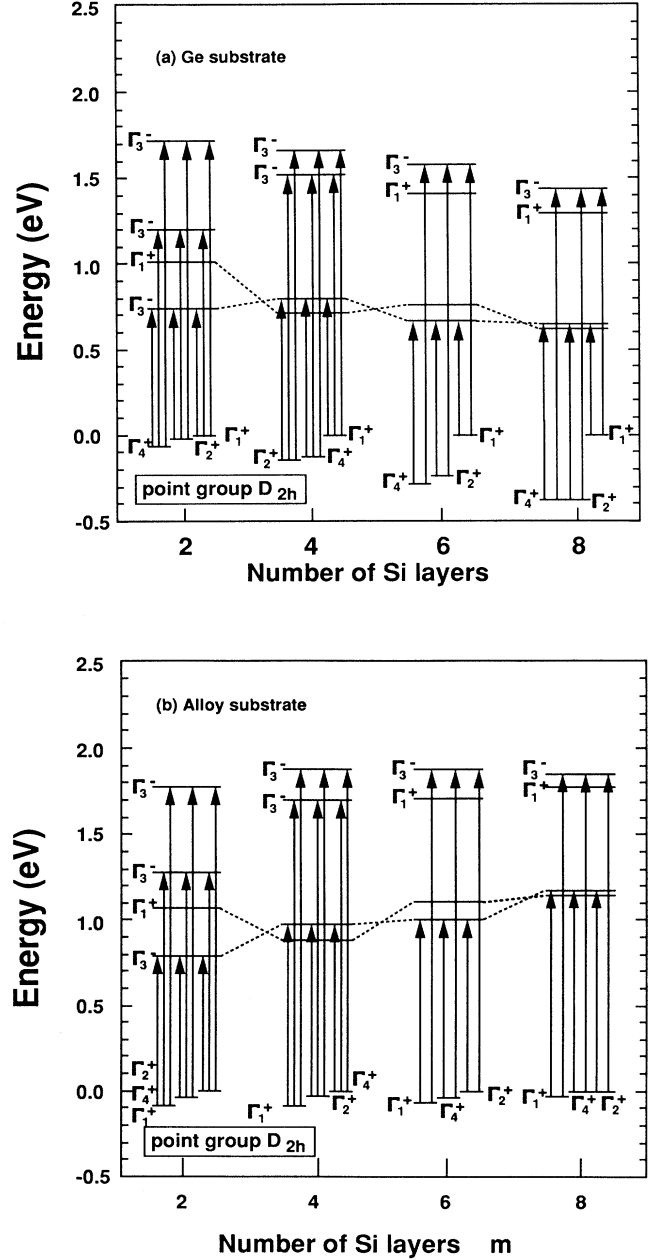 (a) Ge substrate
Energy (eV)
2.5
2.0
1.5
1.0
0.5
0.0
-0.5
Γ3-
Γ3-
Γ1+
Γ3-
Γ4+
Γ2+
Γ1+
Γ3-
Γ3-
Γ2+
Γ4+
Γ1+
Γ3-
Γ1+
Γ4+
Γ2+
Γ1+
Γ3-
Γ1+
Γ4+
Γ2+
Γ1+
point group D 2h
2 4 6 8
Number of Si layers
(b) Alloy substrate
Energy (eV)
2.5
2.0
1.5
1.0
0.5
0.0
-0.5
Γ3-
Γ3-
Γ1+
Γ3-
Γ2+
Γ4+
Γ1+
Γ3-
Γ3-
Γ1+
Γ2+
Γ4+
Γ3-
Γ1+
Γ1+
Γ4+
Γ2+
Γ3-
Γ1+
Γ1+
Γ4+
Γ2+
point group D 2h
2 4 6 8
Number of Si layers m